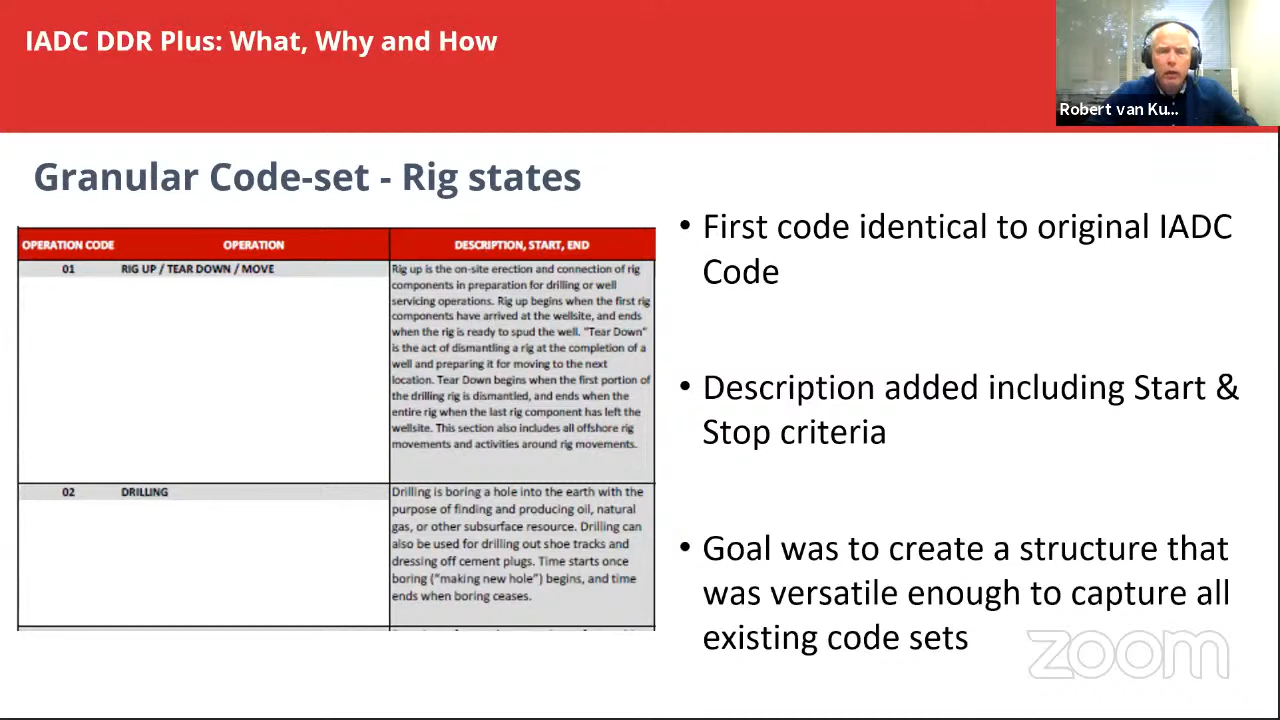 IADC DDR Plus: What, Why and How
Robert van Ku...
Granular Code-set - Rig states
OPERATION CODE OPERATION DESCRIPTION, START, END
01 RIG UP / TEAR DOWN / MOVE
Rig up is the on-site erection and connection of rig
components in preparation for drilling or well
servicing operations. Rig up begins when the first rig
components have arrived at the wellsite, and ends
when the rig is ready to spud the well. "Tear Down"
is the act of dismantling a rig at the completion of a
well and preparing it for moving to the next
location. Tear Down begins when the first portion of
the drilling rig is dismantled, and ends when the
entire rig when the last rig component has left the
wellsite. This section also includes all offshore rig
movements and activities around rig movements.
02 DRILLING
Drilling is boring a hole into the earth with the
purpose of finding and producing oil, natural
gas, or other subsurface resource. Drilling can
also be used for drilling out shoe tracks and
dressing off cement plugs. Time starts once
boring ("making new hole") begins, and time
ends when boring ceases.
• First code identical to original IADC
Code
• Description added including Start &
Stop criteria
• Goal was to create a structure that
was versatile enough to capture all
existing code sets
zoom